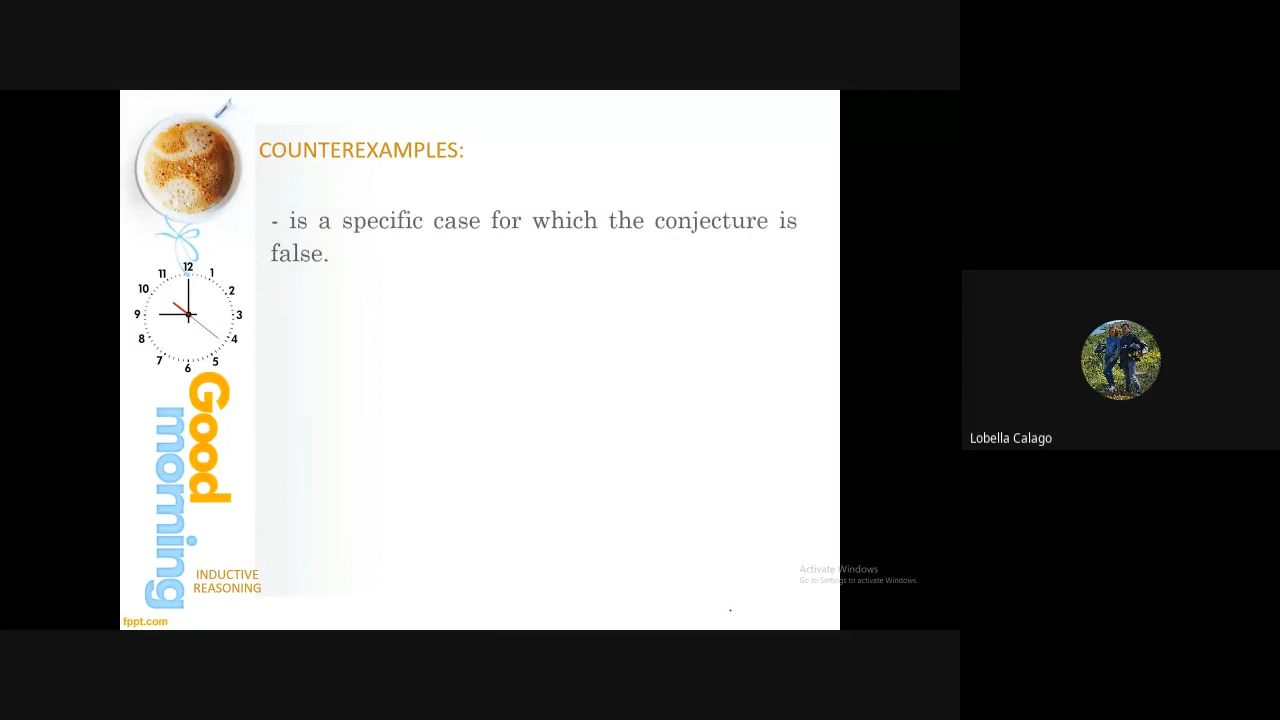 COUNTEREXAMPLES:
- is a specific case for which the conjecture is
false.
12
11
1
10
2
9
3
8
4
7
5
6
Good
morning
INDUCTIVE
REASONING
fppt.com
Activate Windows
Go to Settings to activate Windows.
Lobella Calago